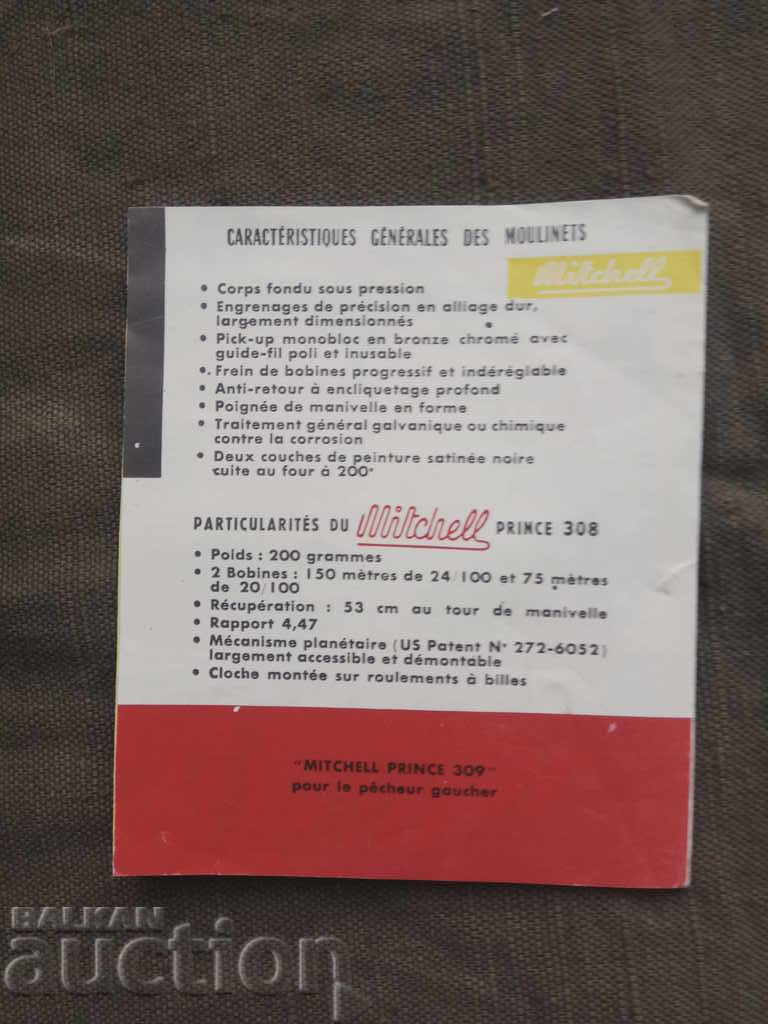 CARACTÉRISTIQUES GÉNÉRALES DES MOULINETS
Mitchell
• Corps fondu sous pression
• Engrenages de précision en alliage dur,
largement dimensionnés
• Pick-up monobloc en bronze chromé avec
guide-fil poli et inusable
• Frein de bobines progressif et indéréglable
• Anti-retour à encliquetage profond
• Poignée de manivelle en forme
• Traitement général galvanique ou chimique
contre la corrosion
• Deux couches de peinture satinée noire
cuite au four à 200°
PARTICULARITÉS DU Mitchell PRINCE 308
• Poids : 200 grammes
• 2 Bobines : 150 mètres de 24/100 et 75 mètres
de 20/100
• Récupération : 53 cm au tour de manivelle
• Rapport 4,47
• Mécanisme planétaire (US Patent N° 272-6052)
largement accessible et démontable
• Cloche montée sur roulements à billes
"MITCHELL PRINCE 309"
pour le pêcheur gaucher
BALKAN
auction